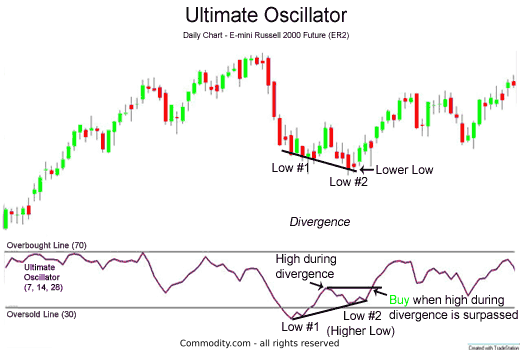 Ultimate Oscillator
Daily Chart - E-mini Russell 2000 Future (ER2)
Low #1
Lower Low
Low #2
Divergence
Overbought Line (70)
Ultimate
Oscillator
(7, 14, 28)
High during
divergence
Buy when high during
divergence is surpassed
Oversold Line (30)
Low #1
Low #2
(Higher Low)
Commodity.com - all rights reserved
Created with TradeStation